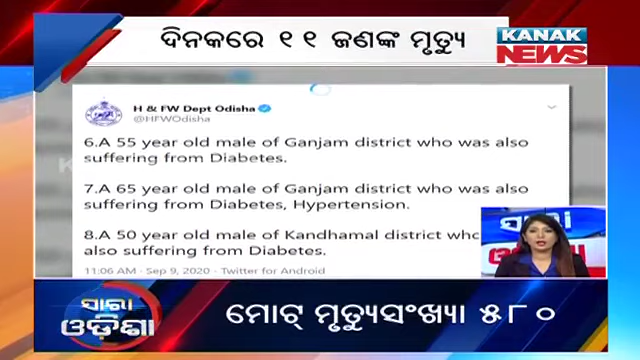 ଦିନକରେ ୧୧ ଜଣଙ୍କ ମୃତ୍ୟୁ
KANAK
NEWS
H & FW Dept Odisha
@HFWOdisha
6.A 55 year old male of Ganjam district who was also
suffering from Diabetes.
7.A 65 year old male of Ganjam district who was also
suffering from Diabetes, Hypertension.
8.A 50 year old male of Kandhamal district who
also suffering from Diabetes.
11:06 AM - Sep 9, 2020 - Twitter for Android
ସାରା
ଓଡ଼ିଶା
ମୋଟ୍ ମୃତ୍ୟୁସଂଖ୍ୟା ୫୮୦